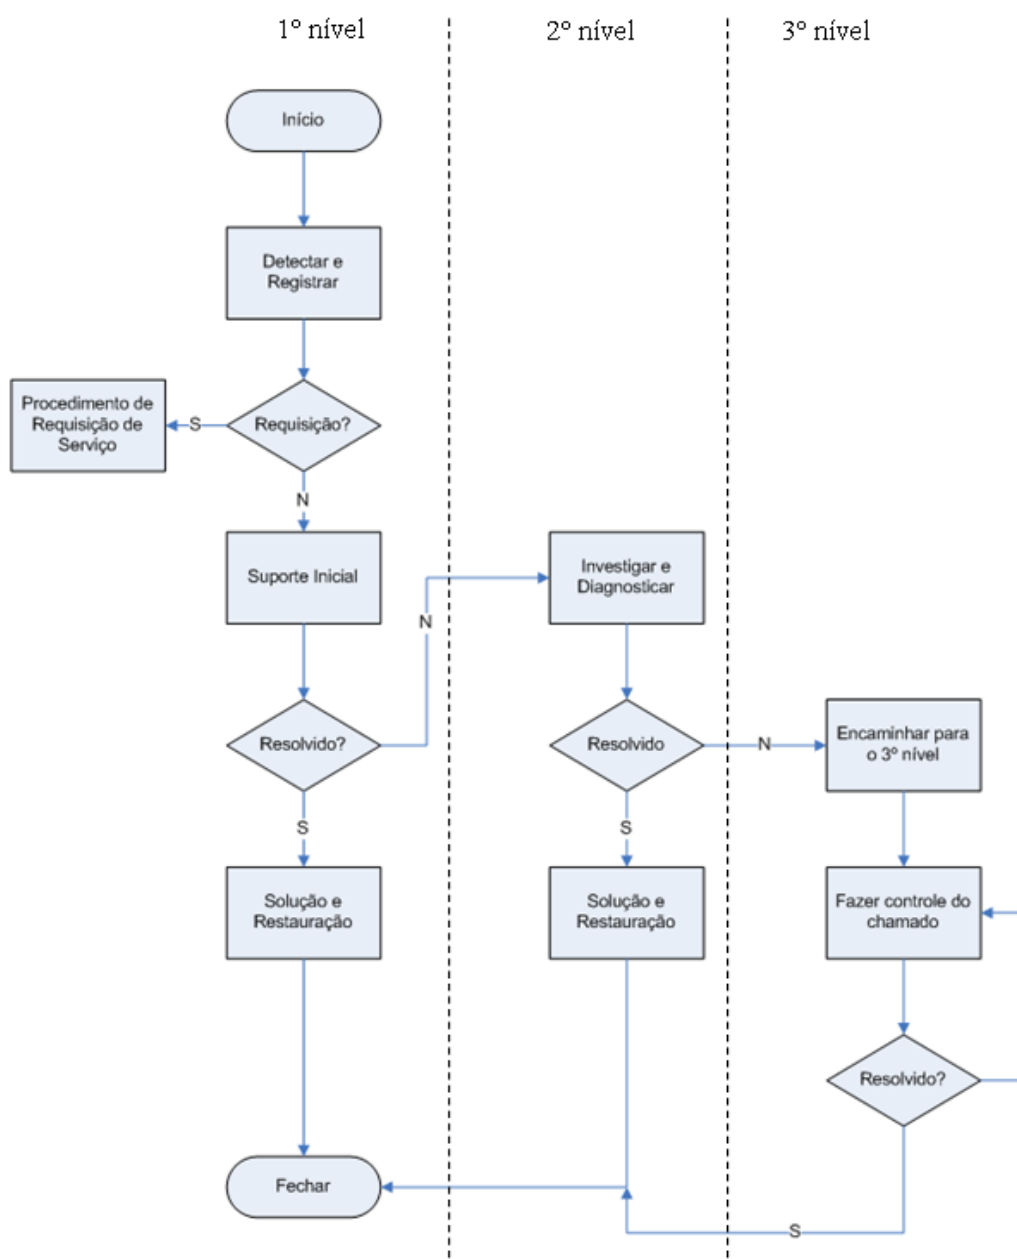 1º nível
2º nível
3º nível
Início
Detectar e
Registrar
Procedimento de
Requisição de
Serviço
S
Requisição?
N
Suporte Inicial
Investigar e
Diagnosticar
N
Resolvido?
Resolvido
N
Encaminhar para
o 3º nível
S
S
Solução e
Restauração
Solução e
Restauração
Fazer controle do
chamado
Resolvido?
Fechar
S